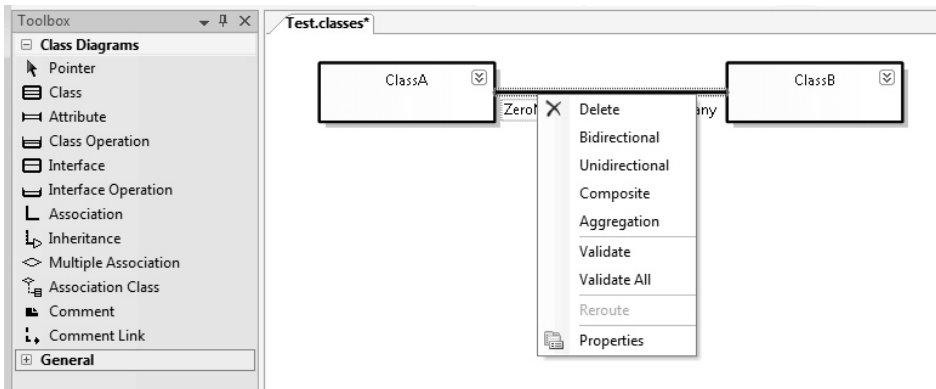 Toolbox
Class Diagrams
Pointer
Class
Attribute
Class Operation
Interface
Interface Operation
Association
Inheritance
Multiple Association
Association Class
Comment
Comment Link
General
Test.classes*
ClassA
ClassB
Delete
Bidirectional
Unidirectional
Composite
Aggregation
Validate
Validate All
Reroute
Properties